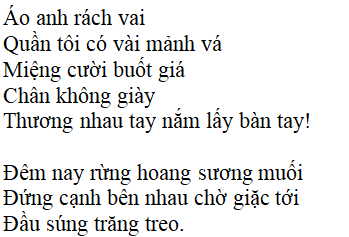 Áo anh rách vai
Quần tôi có vài mảnh vá
Miệng cười buốt giá
Chân không giày
Thương nhau tay nắm lấy bàn tay!

Đêm nay rừng hoang sương muối
Đứng cạnh bên nhau chờ giặc tới
Đầu súng trăng treo.